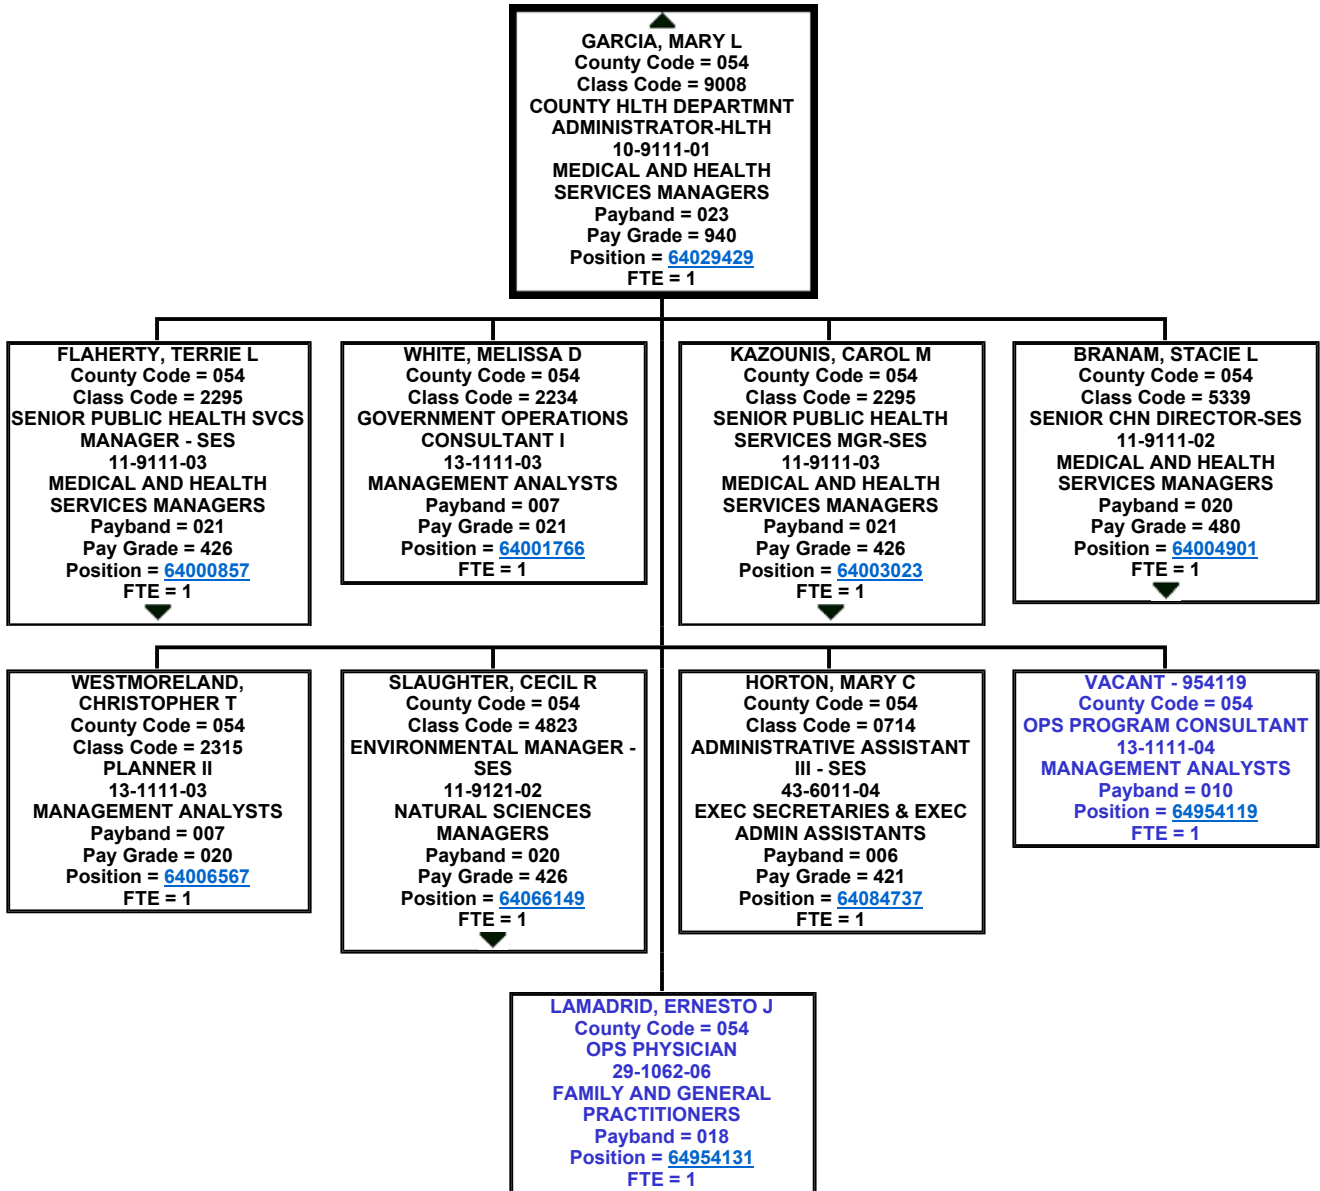 GARCIA, MARY L
County Code = 054
Class Code = 9008
COUNTY HLTH DEPARTMNT
ADMINISTRATOR-HLTH
10-9111-01
MEDICAL AND HEALTH
SERVICES MANAGERS
Payband = 023
Pay Grade = 940
Position = 64029429
FTE = 1
FLAHERTY, TERRIE L
County Code = 054
Class Code = 2295
SENIOR PUBLIC HEALTH SVCS
MANAGER - SES
11-9111-03
MEDICAL AND HEALTH
SERVICES MANAGERS
Payband = 021
Pay Grade = 426
Position = 64000857
FTE = 1
WHITE, MELISSA D
County Code = 054
Class Code = 2234
GOVERNMENT OPERATIONS
CONSULTANT I
13-1111-03
MANAGEMENT ANALYSTS
Payband = 007
Pay Grade = 021
Position = 64001766
FTE = 1
KAZOUNIS, CAROL M
County Code = 054
Class Code = 2295
SENIOR PUBLIC HEALTH
SERVICES MGR-SES
11-9111-03
MEDICAL AND HEALTH
SERVICES MANAGERS
Payband = 021
Pay Grade = 426
Position = 64003023
FTE = 1
BRANAM, STACIE L
County Code = 054
Class Code = 5339
SENIOR CHN DIRECTOR-SES
11-9111-02
MEDICAL AND HEALTH
SERVICES MANAGERS
Payband = 020
Pay Grade = 480
Position = 64004901
FTE = 1
WESTMORELAND,
CHRISTOPHER T
County Code = 054
Class Code = 2315
PLANNER II
13-1111-03
MANAGEMENT ANALYSTS
Payband = 007
Pay Grade = 020
Position = 64006567
FTE = 1
SLAUGHTER, CECIL R
County Code = 054
Class Code = 4823
ENVIRONMENTAL MANAGER -
SES
11-9121-02
NATURAL SCIENCES
MANAGERS
Payband = 020
Pay Grade = 426
Position = 64066149
FTE = 1
HORTON, MARY C
County Code = 054
Class Code = 0714
ADMINISTRATIVE ASSISTANT
III - SES
43-6011-04
EXEC SECRETARIES & EXEC
ADMIN ASSISTANTS
Payband = 006
Pay Grade = 421
Position = 64084737
FTE = 1
VACANT - 954119
County Code = 054
OPS PROGRAM CONSULTANT
13-1111-04
MANAGEMENT ANALYSTS
Payband = 010
Position = 64954119
FTE = 1
LAMADRID, ERNESTO J
County Code = 054
OPS PHYSICIAN
29-1062-06
FAMILY AND GENERAL
PRACTITIONERS
Payband = 018
Position = 64954131
FTE = 1